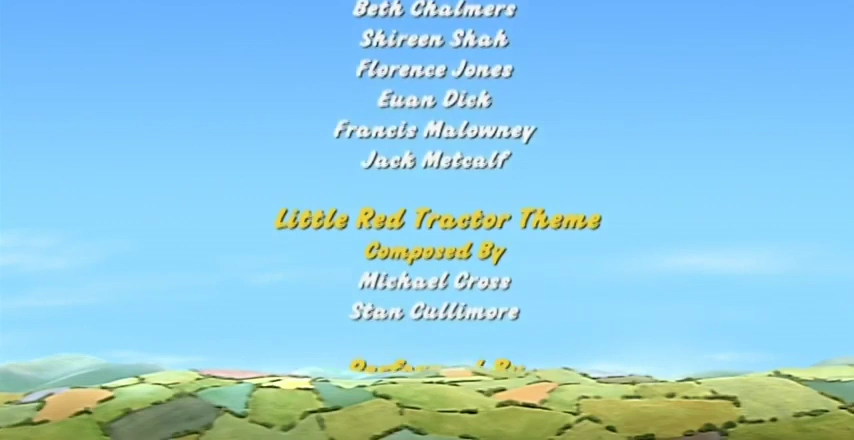 Beth Chalmers
Shireen Shah
Florence Jones
Euan Dick
Francis Malowney
Jack Metcalf
Little Red Tractor Theme
Composed By
Michael Cross
Stan Cullimore